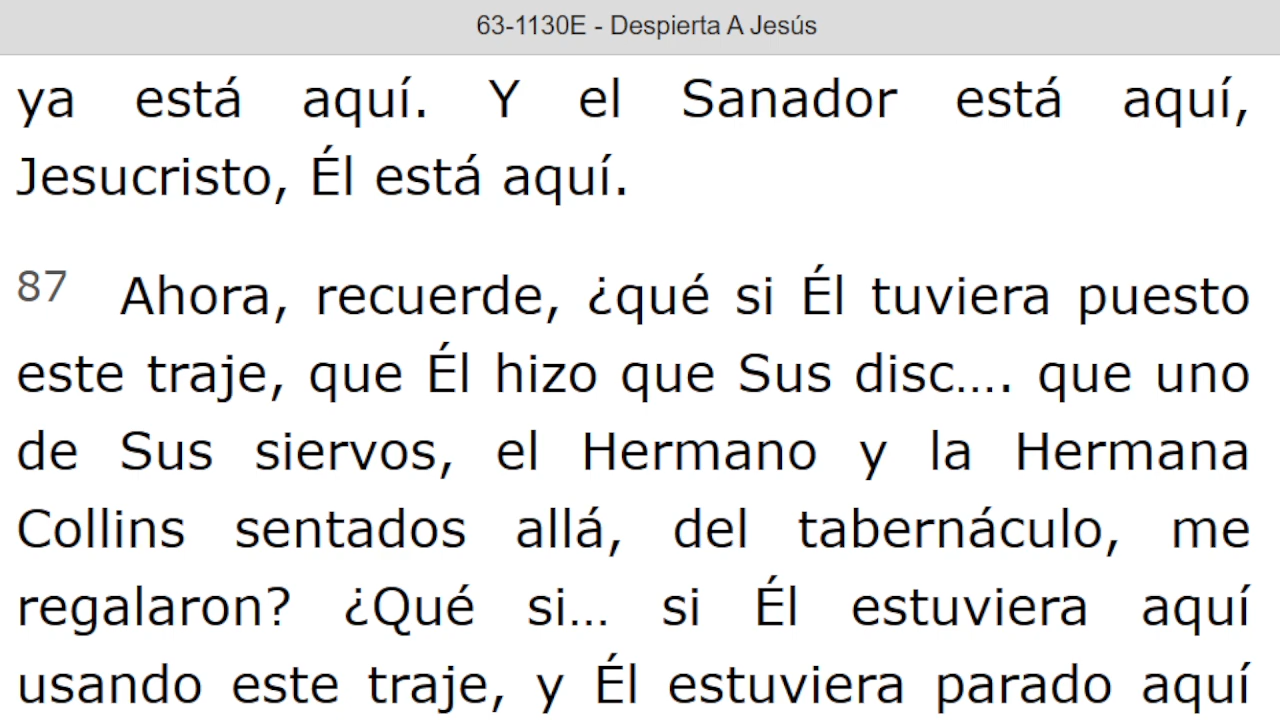 63-1130E - Despierta A Jesús
ya está aquí. Y el Sanador está aquí,
Jesucristo, Él está aquí.
87 Ahora, recuerde, ¿qué si Él tuviera puesto
este traje, que Él hizo que Sus disc.... que uno
de Sus siervos, el Hermano y la Hermana
Collins sentados allá, del tabernáculo, me
regalaron? ¿Qué si... si Él estuviera aquí
usando este traje, y Él estuviera parado aquí